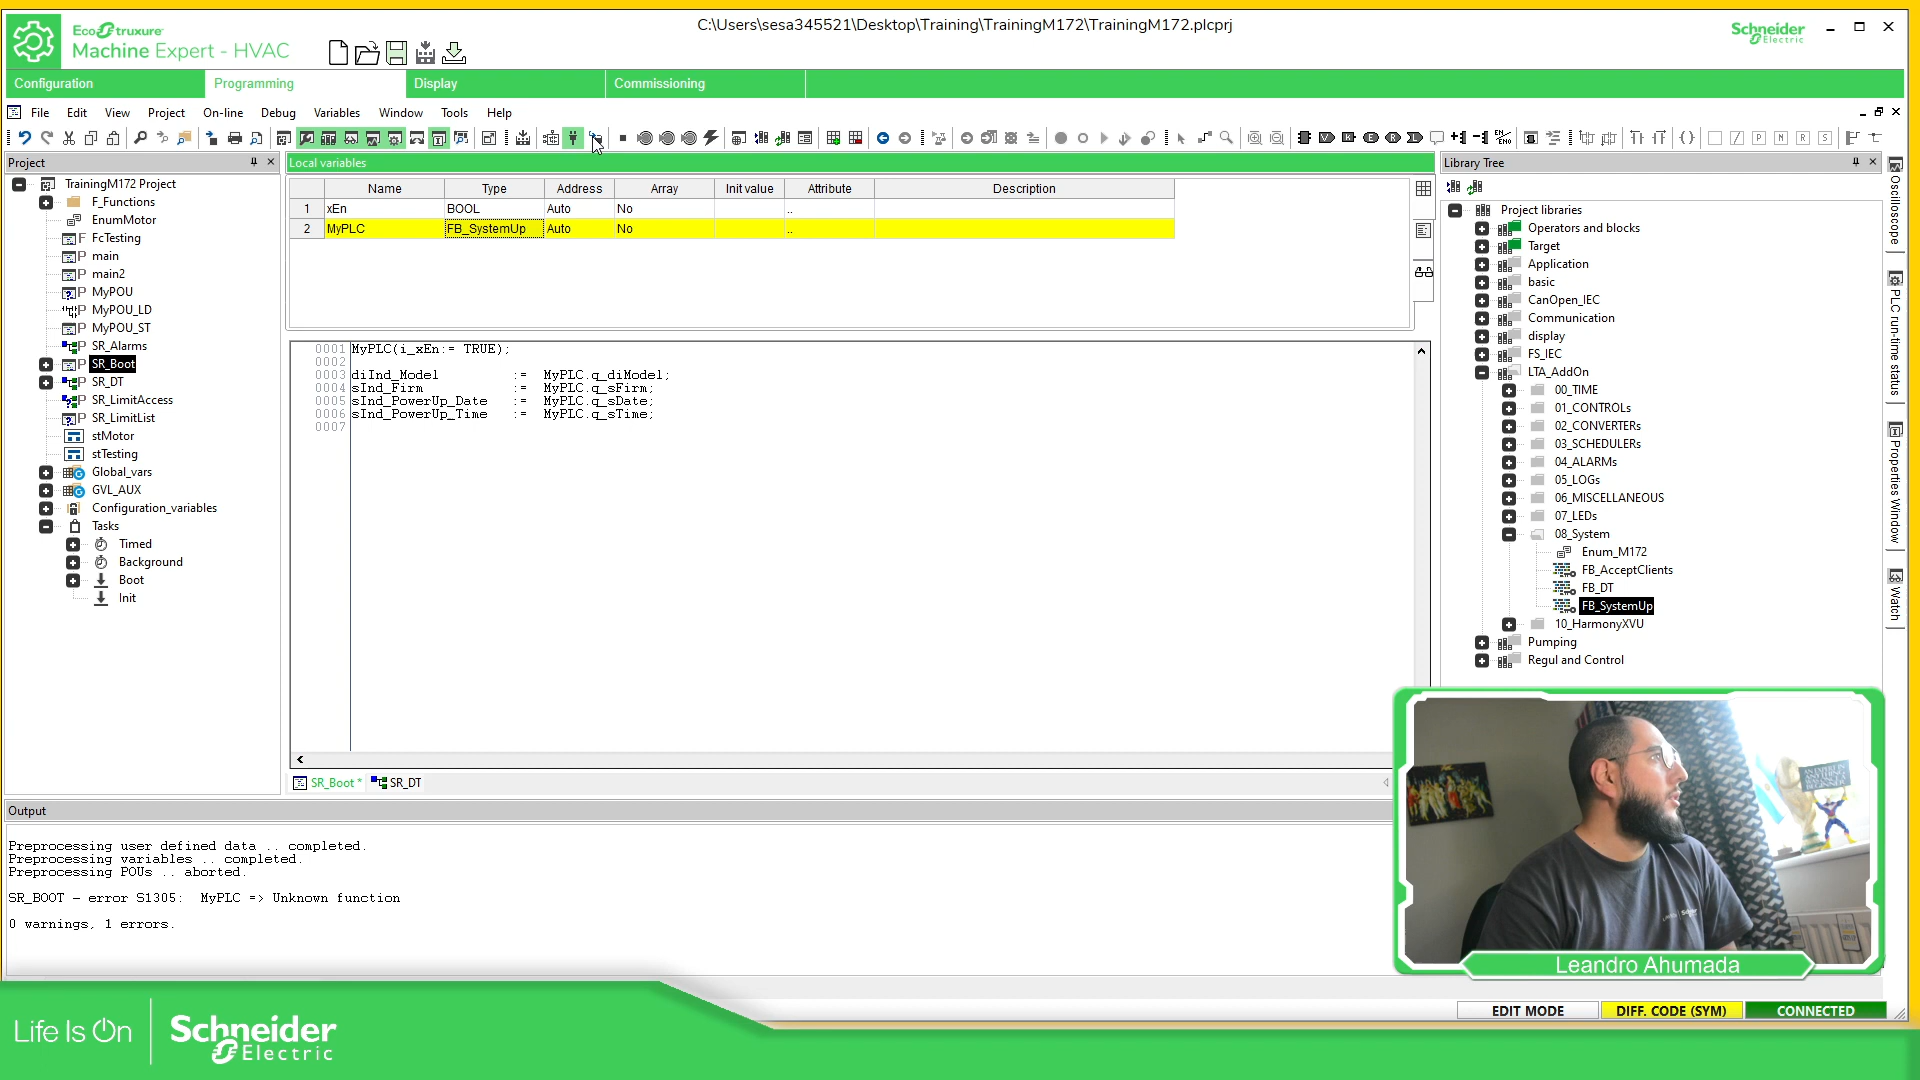 EcoStruxure
Machine Expert - HVAC
C:\Users\sesa345521\Desktop\Training\TrainingM172\TrainingM172.plcprj
Schneider
Electric
Configuration
Programming
Display
Commissioning
File
Edit
View
Project
On-line
Debug
Variables
Window
Tools
Help
Project
TrainingM172 Project
F_Functions
EnumMotor
FcTesting
main
main2
MyPOU
MyPOU_LD
MyPOU_ST
SR_Alarms
SR_Boot
SR_DT
SR_LimitAccess
SR_LimitList
stMotor
stTesting
Global_vars
GVL_AUX
Configuration_variables
Tasks
Timed
Background
Boot
Init
Local variables
Name Type Address Array Init value Attribute Description
1 xEn BOOL Auto No ..
2 MyPLC FB_SystemUp Auto No ..
0001 MyPLC(i_xEn:= TRUE);
0002
0003 diInd_Model := MyPLC.q_diModel;
0004 sInd_Firm := MyPLC.q_sFirm;
0005 sInd_PowerUp_Date := MyPLC.q_sDate;
0006 sInd_PowerUp_Time := MyPLC.q_sTime;
0007
SR_Boot * SR_DT
Library Tree
Project libraries
Operators and blocks
Target
Application
basic
CanOpen_IEC
Communication
display
FS_IEC
LTA_AddOn
00_TIME
01_CONTROLs
02_CONVERTERs
03_SCHEDULERs
04_ALARMs
05_LOGs
06_MISCELLANEOUS
07_LEDs
08_System
Enum_M172
FB_AcceptClients
FB_DT
FB_SystemUp
10_HarmonyXVU
Pumping
Regul and Control
Oscilloscope
PLC run-time status
Properties Window
Watch
Output
Preprocessing user defined data .. completed.
Preprocessing variables .. completed.
Preprocessing POUs .. aborted.
SR_BOOT - error S1305: MyPLC => Unknown function
0 warnings, 1 errors.
Leandro Ahumada
EDIT MODE
DIFF. CODE (SYM)
CONNECTED
Life Is On
Schneider
Electric